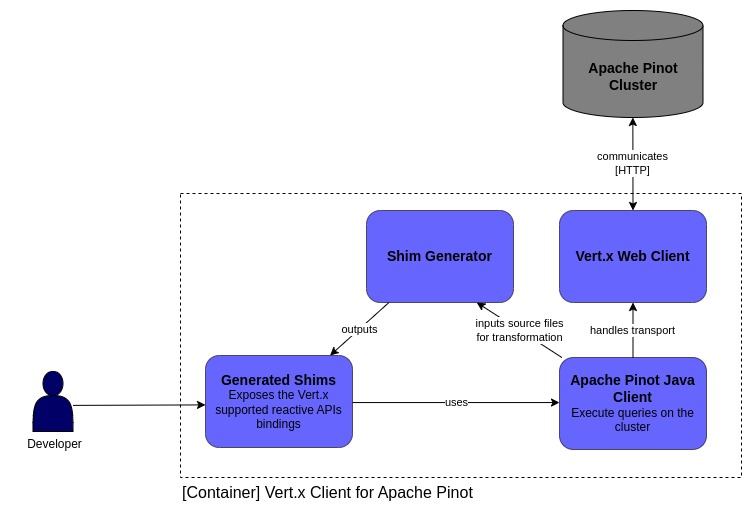 Apache Pinot
Cluster
communicates
[HTTP]
Shim Generator
Vert.x Web Client
outputs
inputs source files
for transformation
handles transport
Generated Shims
Exposes the Vert.x
supported reactive APIs
bindings
uses
Apache Pinot Java
Client
Execute queries on the
cluster
Developer
[Container] Vert.x Client for Apache Pinot